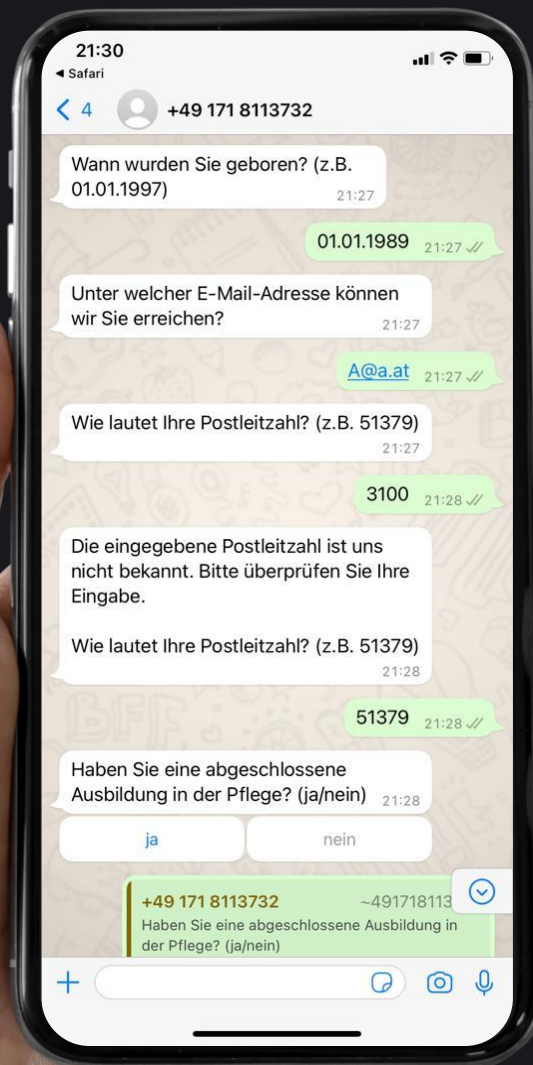 21:30
Safari
4
+49 171 8113732
Wann wurden Sie geboren? (z.B.
01.01.1997)
21:27
01.01.1989 21:27
Unter welcher E-Mail-Adresse können
wir Sie erreichen?
21:27
A@a.at 21:27
Wie lautet Ihre Postleitzahl? (z.B. 51379)
21:27
3100 21:28
Die eingegebene Postleitzahl ist uns
nicht bekannt. Bitte überprüfen Sie Ihre
Eingabe.
Wie lautet Ihre Postleitzahl? (z.B. 51379)
21:28
51379 21:28
Haben Sie eine abgeschlossene
Ausbildung in der Pflege? (ja/nein) 21:28
ja nein
+49 171 8113732 ~491718113
Haben Sie eine abgeschlossene Ausbildung in
der Pflege? (ja/nein)
BFF